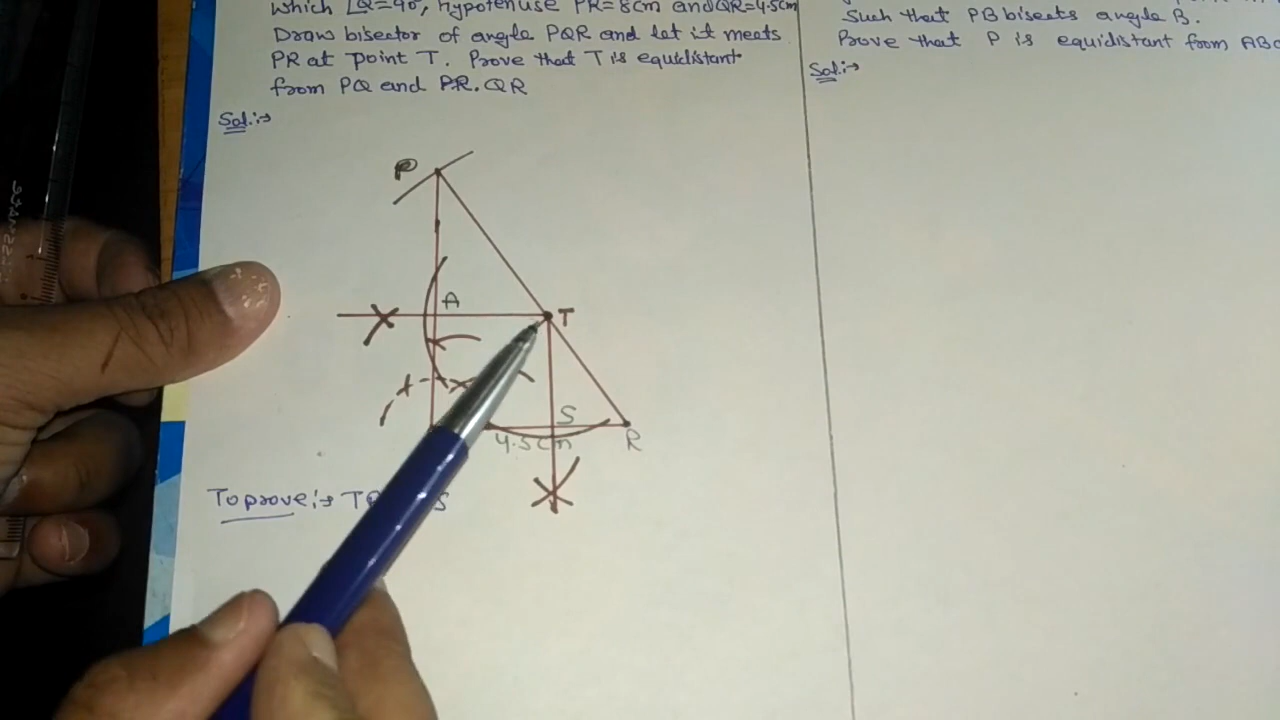 which ∠Q=90, Hypotenuse PR=8cm and QR=4.5cm
Draw bisector of angle PQR and let it meets
PR at point T. Prove that T is equidistant
from PQ and PR. QR
Sol:→
P
A
T
S
4.5cm
R
To prove:→ T
S
Such that PB bisects angle B.
Prove that P is equidistant from AB
Sol:→